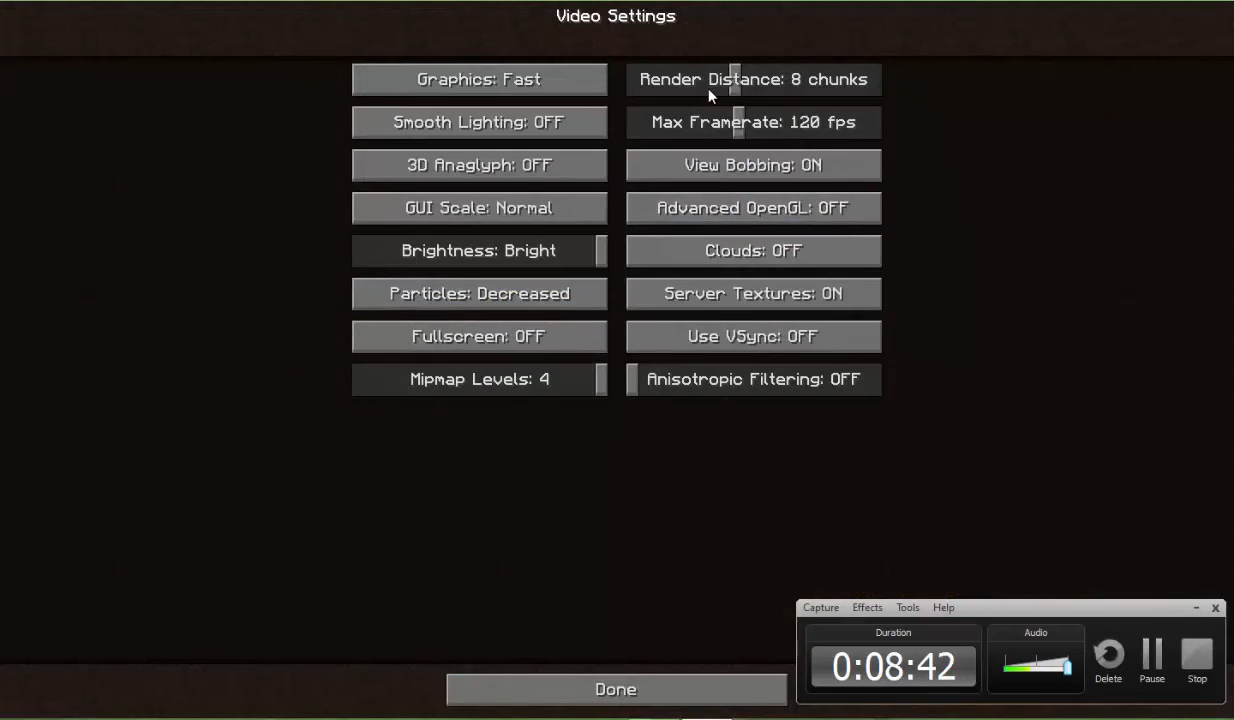 Video Settings
Graphics: Fast
Render Distance: 8 chunks
Smooth Lighting: OFF
Max Framerate: 120 fps
3D Anaglyph: OFF
View Bobbing: ON
GUI Scale: Normal
Advanced OpenGL: OFF
Brightness: Bright
Clouds: OFF
Particles: Decreased
Server Textures: ON
Fullscreen: OFF
Use VSync: OFF
Mipmap Levels: 4
Anisotropic Filtering: OFF
Capture Effects Tools Help
Duration
Audio
0:08:42
Delete Pause Stop
Done